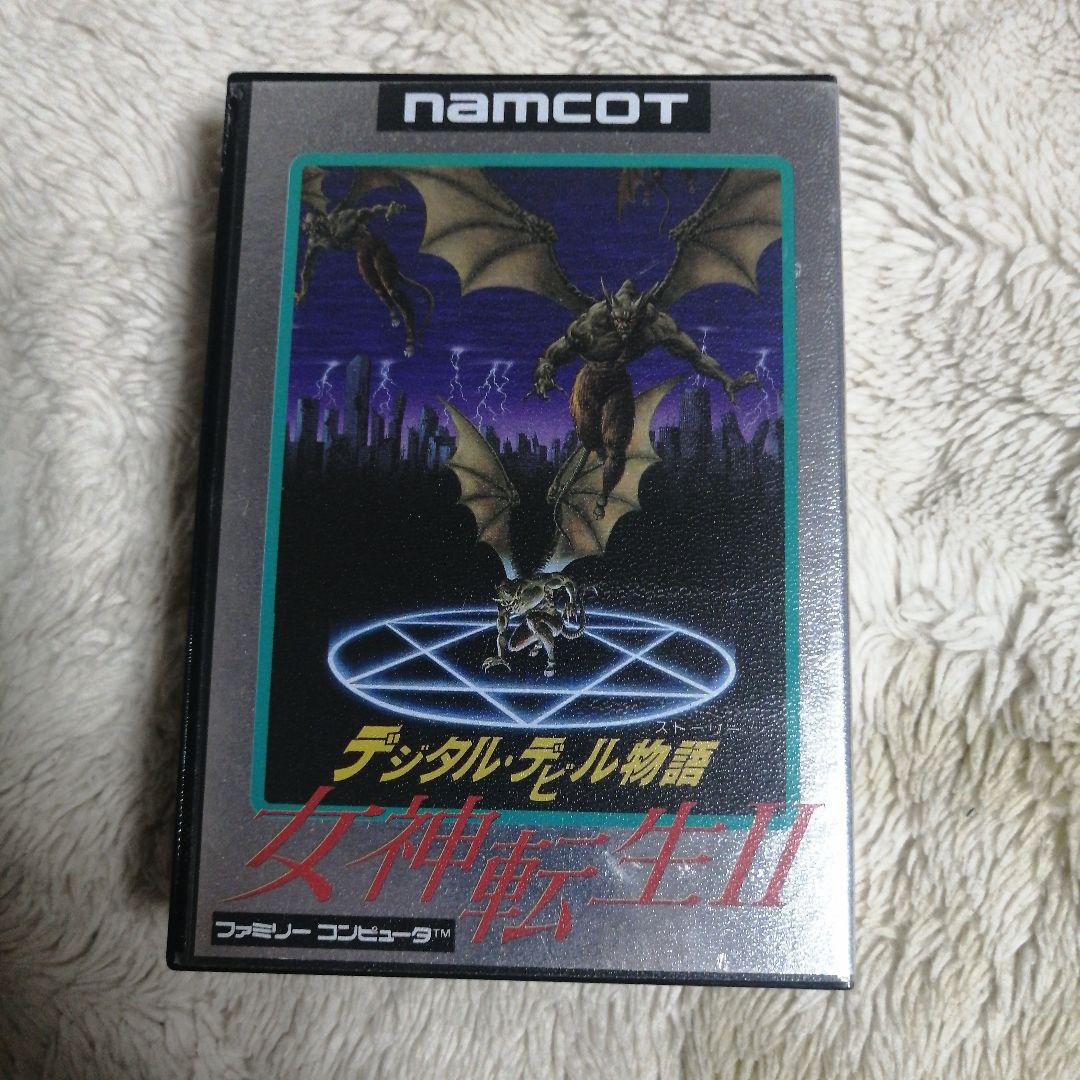 namcoT
ストーリー
デジタル・デビル物語
女神転生II
ファミリーコンピュータ™